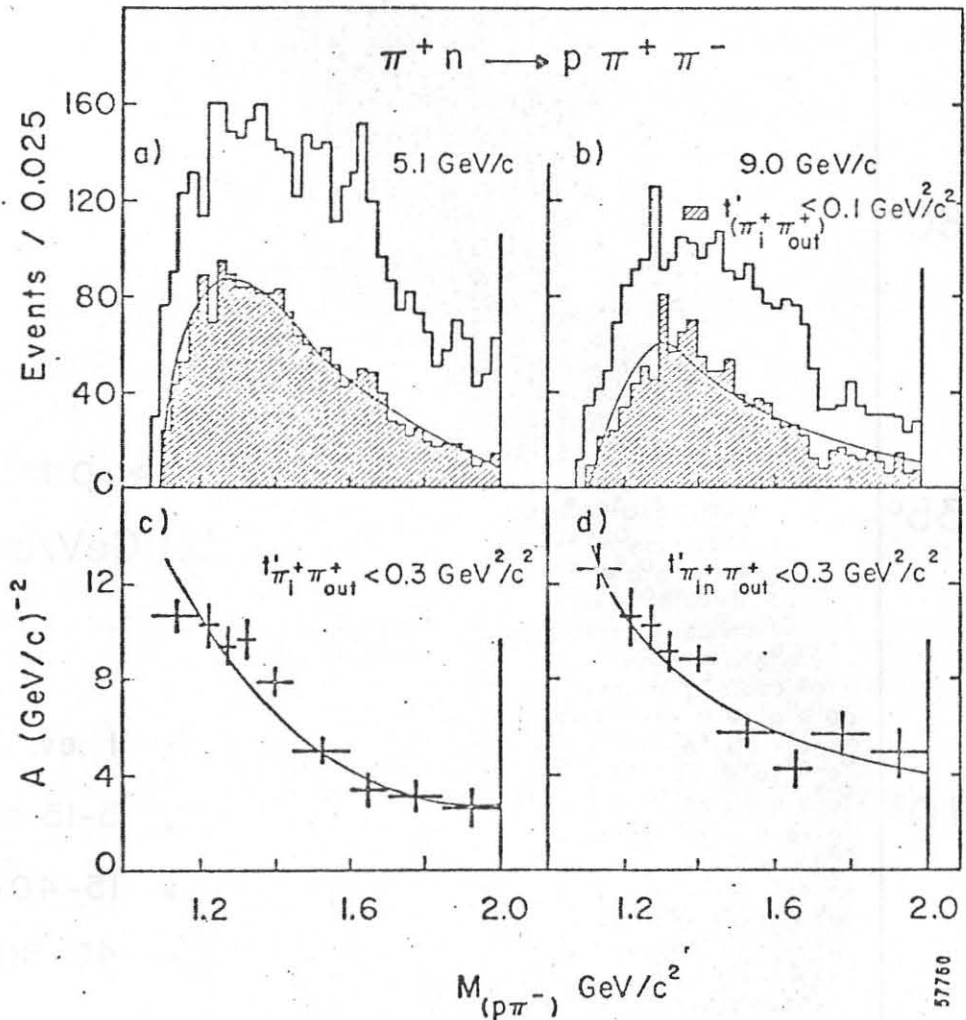 π⁺ n → p π⁺ π⁻
Events / 0.025
160
120
80
40
0
a)
5.1 GeV/c
b)
9.0 GeV/c
t'(π⁺ᵢ π⁺out) <0.1 GeV²/c²
A (GeV/c)⁻²
12
8
4
0
c)
t'π⁺ᵢ π⁺out <0.3 GeV²/c²
d)
t'π⁺in π⁺out <0.3 GeV²/c²
1.2
1.6
2.0
1.2
1.6
2.0
M(pπ⁻) GeV/c²
57760